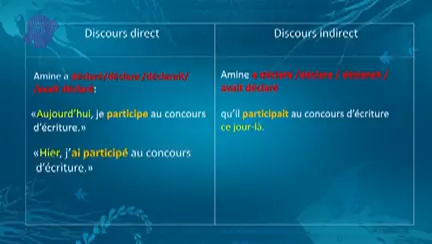 Discours direct
Discours indirect
Amine a déclaré/déclare /déclarait/
/avait déclaré:
«Aujourd'hui, je participe au concours
d'écriture.»
«Hier, j'ai participé au concours
d'écriture.»
Amine a déclaré /déclare / déclarait /
avait déclaré
qu'il participait au concours d'écriture
ce jour-là.